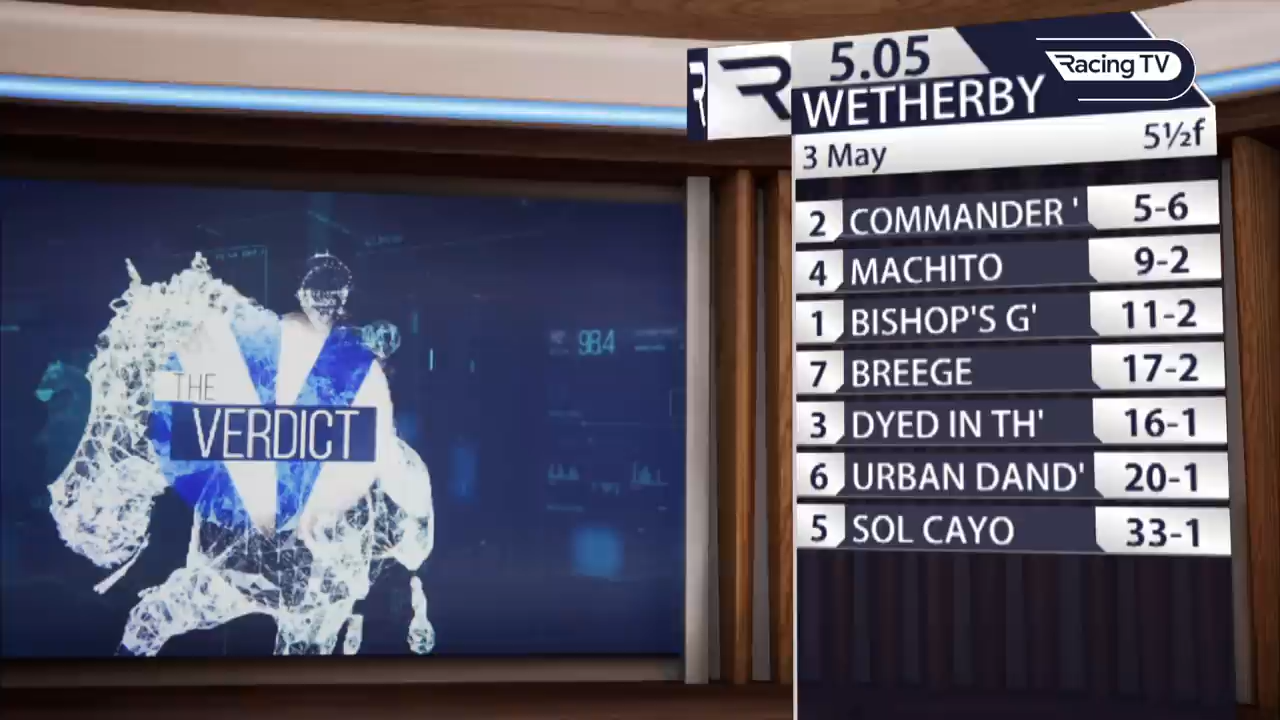 5.05
Racing TV
WETHERBY
3 May
5½f
2 COMMANDER ' 5-6
4 MACHITO 9-2
1 BISHOP'S G' 11-2
7 BREEGE 17-2
3 DYED IN TH' 16-1
6 URBAN DAND' 20-1
5 SOL CAYO 33-1
THE
VERDICT
98.4